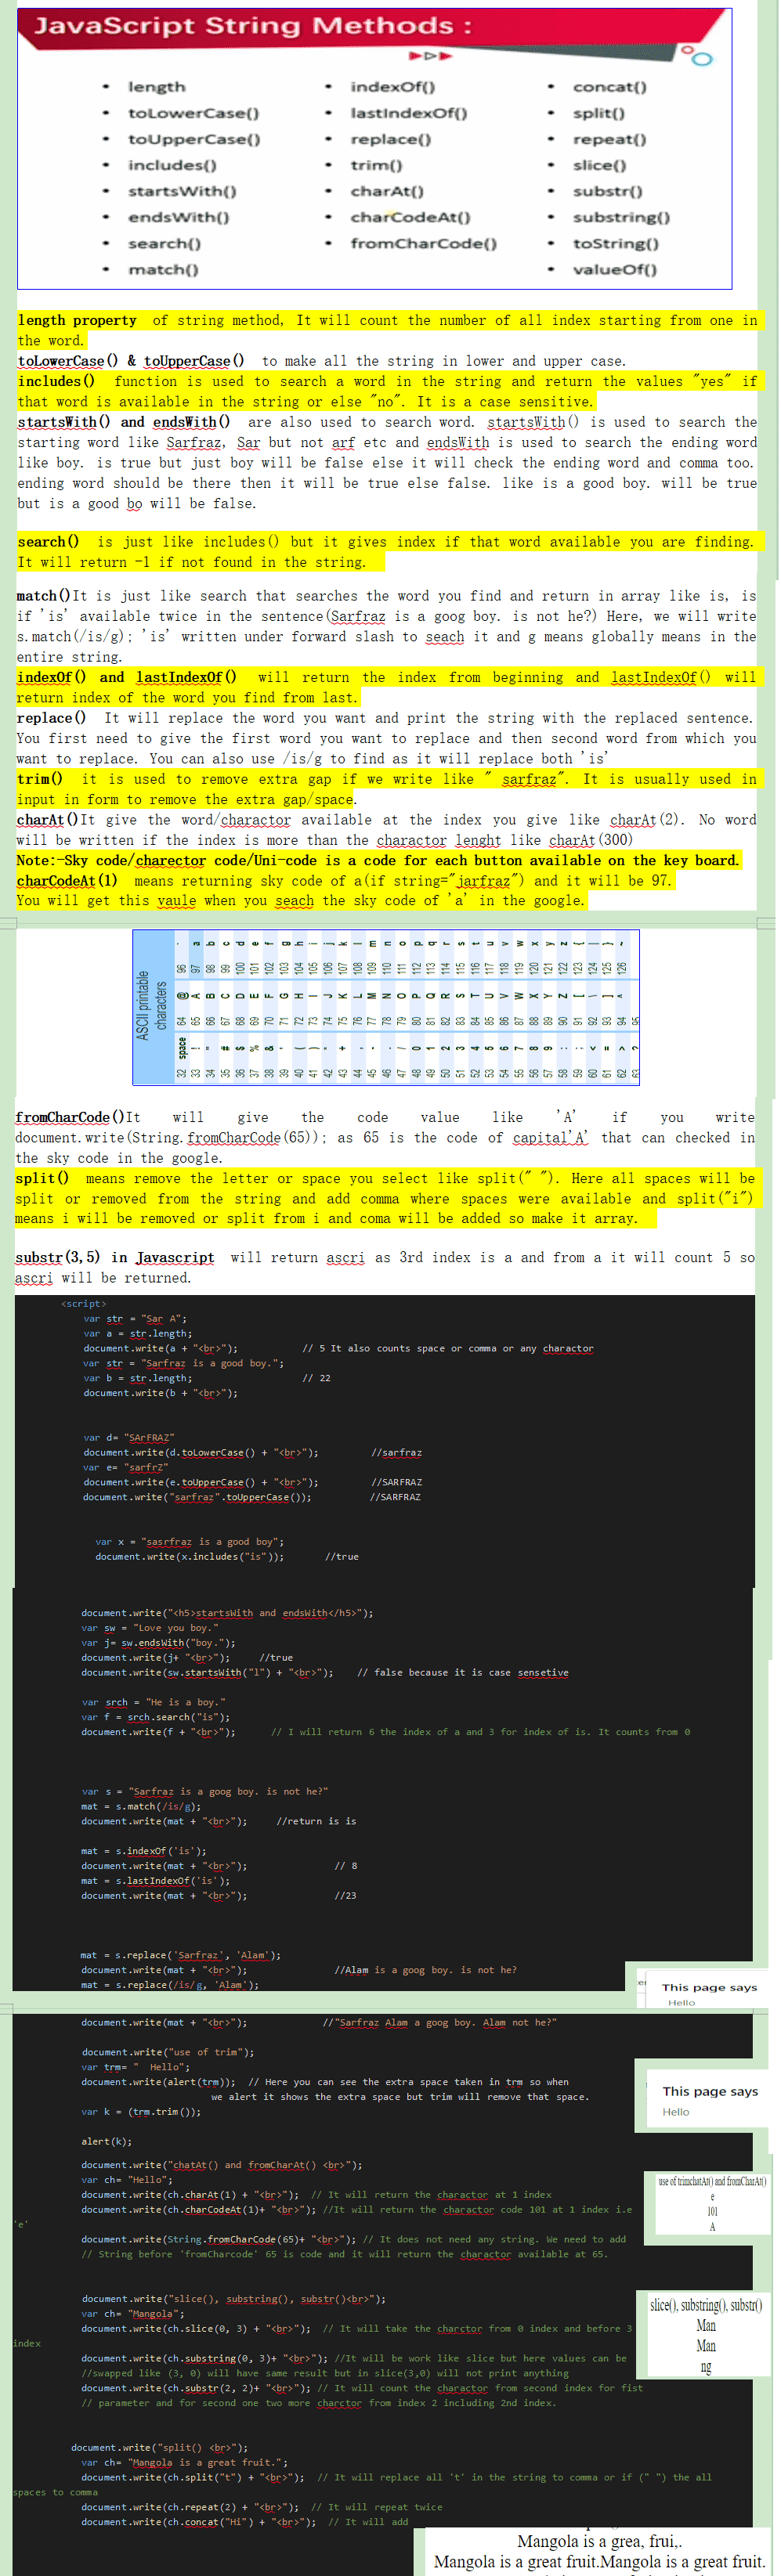 JavaScript String Methods :
length
toLowerCase()
toUpperCase()
includes()
startsWith()
endsWith()
search()
match()
indexOf()
lastIndexOf()
replace()
trim()
charAt()
charCodeAt()
fromCharCode()
concat()
split()
repeat()
slice()
substr()
substring()
toString()
valueOf()
length property of string method, It will count the number of all index starting from one in
the word.
toLowerCase() & toUpperCase() to make all the string in lower and upper case.
includes() function is used to search a word in the string and return the values "yes" if
that word is available in the string or else "no". It is a case sensitive.
startsWith() and endsWith() are also used to search word. startsWith() is used to search the
starting word like Sarfraz, Sar but not arf etc and endsWith is used to search the ending word
like boy. is true but just boy will be false else it will check the ending word and comma too.
ending word should be there then it will be true else false. like is a good boy. will be true
but is a good bo will be false.
search() is just like includes() but it gives index if that word available you are finding.
It will return -1 if not found in the string.
match()It is just like search that searches the word you find and return in array like is, is
if 'is' available twice in the sentence(Sarfraz is a goog boy. is not he?) Here, we will write
s.match(/is/g); 'is' written under forward slash to seach it and g means globally means in the
entire string.
indexOf() and lastIndexOf() will return the index from beginning and lastIndexOf() will
return index of the word you find from last.
replace() It will replace the word you want and print the string with the replaced sentence.
You first need to give the first word you want to replace and then second word from which you
want to replace. You can also use /is/g to find as it will replace both 'is'
trim() it is used to remove extra gap if we write like " sarfraz". It is usually used in
input in form to remove the extra gap/space.
charAt()It give the word/charactor available at the index you give like charAt(2). No word
will be written if the index is more than the charactor lenght like charAt(300)
Note:-Sky code/charector code/Uni-code is a code for each button available on the key board.
charCodeAt(1) means returning sky code of a(if string="jarfraz") and it will be 97.
You will get this vaule when you seach the sky code of 'a' in the google.
ASCII printable
characters
32 space 64 @ 96 `
33 ! 65 A 97 a
34 " 66 B 98 b
35 # 67 C 99 c
36 $ 68 D 100 d
37 % 69 E 101 e
38 & 70 F 102 f
39 ' 71 G 103 g
40 ( 72 H 104 h
41 ) 73 I 105 i
42 * 74 J 106 j
43 + 75 K 107 k
44 , 76 L 108 l
45 - 77 M 109 m
46 . 78 N 110 n
47 / 79 O 111 o
48 0 80 P 112 p
49 1 81 Q 113 q
50 2 82 R 114 r
51 3 83 S 115 s
52 4 84 T 116 t
53 5 85 U 117 u
54 6 86 V 118 v
55 7 87 W 119 w
56 8 88 X 120 x
57 9 89 Y 121 y
58 : 90 Z 122 z
59 ; 91 [ 123 {
60 < 92 \ 124 |
61 = 93 ] 125 }
62 > 94 ^ 126 ~
63 ? 95
fromCharCode()It will give the code value like 'A' if you write
document.write(String.fromCharCode(65)); as 65 is the code of capital'A' that can checked in
the sky code in the google.
split() means remove the letter or space you select like split(" "). Here all spaces will be
split or removed from the string and add comma where spaces were available and split("i")
means i will be removed or split from i and coma will be added so make it array.
substr(3,5) in Javascript will return ascri as 3rd index is a and from a it will count 5 so
ascri will be returned.
<script>
var str = "Sar A";
var a = str.length;
document.write(a + "<br>"); // 5 It also counts space or comma or any charactor
var str = "Sarfraz is a good boy.";
var b = str.length; // 22
document.write(b + "<br>");
var d= "SArFRAZ"
document.write(d.toLowerCase() + "<br>"); //sarfraz
var e= "sarfrZ"
document.write(e.toUpperCase() + "<br>"); //SARFRAZ
document.write("sarfraz".toUpperCase()); //SARFRAZ
var x = "sasrfraz is a good boy";
document.write(x.includes("is")); //true
document.write("<h5>startsWith and endsWith</h5>");
var sw = "Love you boy."
var j= sw.endsWith("boy.");
document.write(j+ "<br>"); //true
document.write(sw.startsWith("l") + "<br>"); // false because it is case sensetive
var srch = "He is a boy."
var f = srch.search("is");
document.write(f + "<br>"); // I will return 6 the index of a and 3 for index of is. It counts from 0
var s = "Sarfraz is a goog boy. is not he?"
mat = s.match(/is/g);
document.write(mat + "<br>"); //return is is
mat = s.indexOf('is');
document.write(mat + "<br>"); // 8
mat = s.lastIndexOf('is');
document.write(mat + "<br>"); //23
mat = s.replace('Sarfraz', 'Alam');
document.write(mat + "<br>"); //Alam is a goog boy. is not he?
mat = s.replace(/is/g, 'Alam');
This page says
Hello
document.write(mat + "<br>"); //"Sarfraz Alam a goog boy. Alam not he?"
document.write("use of trim");
var trm= "  Hello";
document.write(alert(trm)); // Here you can see the extra space taken in trm so when
we alert it shows the extra space but trim will remove that space.
var k = (trm.trim());
alert(k);
This page says
Hello
document.write("chatAt() and fromCharAt() <br>");
var ch= "Hello";
document.write(ch.charAt(1) + "<br>"); // It will return the charactor at 1 index
document.write(ch.charCodeAt(1)+ "<br>"); //It will return the charactor code 101 at 1 index i.e
'e'
document.write(String.fromCharCode(65)+ "<br>"); // It does not need any string. We need to add
// String before 'fromCharcode' 65 is code and it will return the charactor available at 65.
use of trimchatAt() and fromCharAt()
e
101
A
document.write("slice(), substring(), substr()<br>");
var ch= "Mangola";
document.write(ch.slice(0, 3) + "<br>"); // It will take the charctor from 0 index and before 3
index
document.write(ch.substring(0, 3)+ "<br>"); //It will be work like slice but here values can be
//swapped like (3, 0) will have same result but in slice(3,0) will not print anything
document.write(ch.substr(2, 2)+ "<br>"); // It will count the charactor from second index for fist
// parameter and for second one two more charctor from index 2 including 2nd index.
slice(), substring(), substr()
Man
Man
ng
document.write("split() <br>");
var ch= "Mangola is a great fruit.";
document.write(ch.split("t") + "<br>"); // It will replace all 't' in the string to comma or if (" ") the all
spaces to comma
document.write(ch.repeat(2) + "<br>"); // It will repeat twice
document.write(ch.concat("Hi") + "<br>"); // It will add
Mangola is a grea, frui,.
Mangola is a great fruit.Mangola is a great fruit.